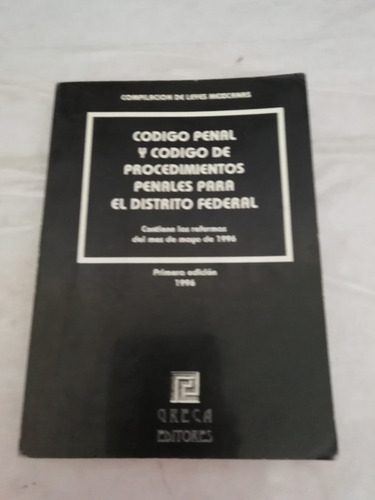 COMPILACION DE LEYES MEXICANAS
CODIGO PENAL
Y CODIGO DE
PROCEDIMIENTOS
PENALES PARA
EL DISTRITO FEDERAL
Contiene las reformas
del mes de mayo de 1996
Primera edición
1996
GRECA
EDITORES